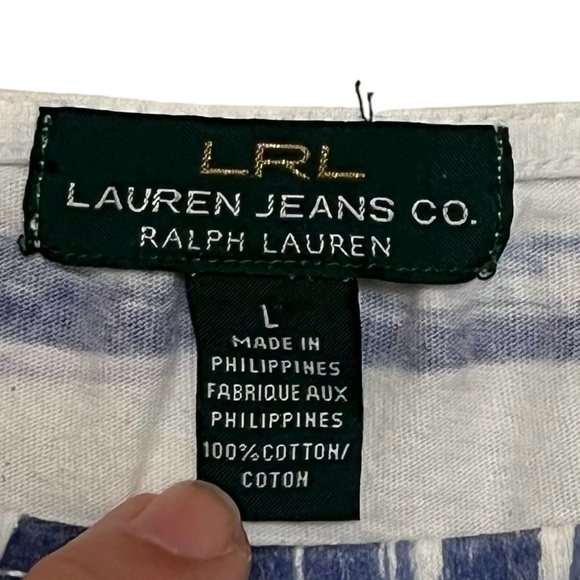 LRL
LAUREN JEANS CO.
RALPH LAUREN
L
MADE IN
PHILIPPINES
FABRIQUE AUX
PHILIPPINES
100% COTTON/
COTON